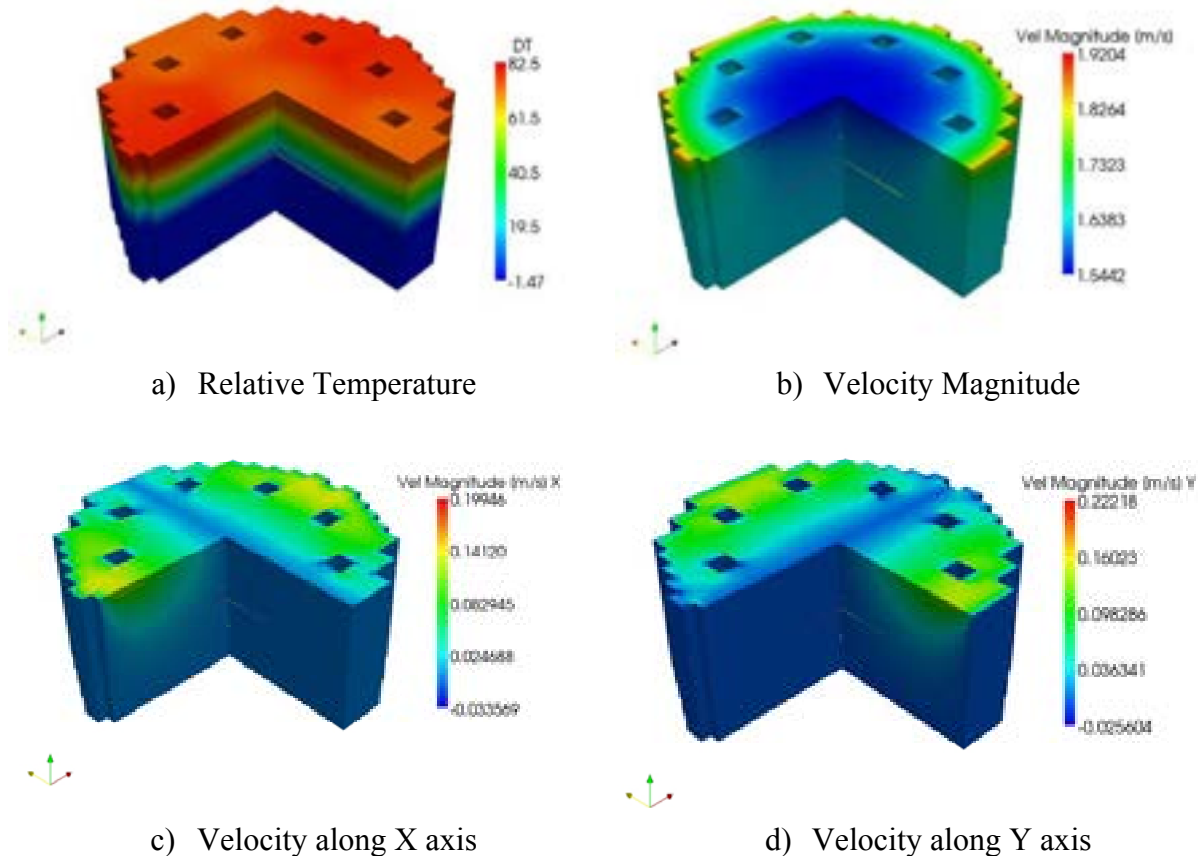 DT
82.5
61.5
40.5
19.5
-1.47
a) Relative Temperature
Vel Magnitude (m/s)
1.9204
1.8264
1.7323
1.6383
1.5442
b) Velocity Magnitude
Vel Magnitude (m/s) X
0.19946
0.14120
0.082945
0.024688
-0.033569
c) Velocity along X axis
Vel Magnitude (m/s) Y
0.22218
0.16023
0.098286
0.036341
-0.025604
d) Velocity along Y axis